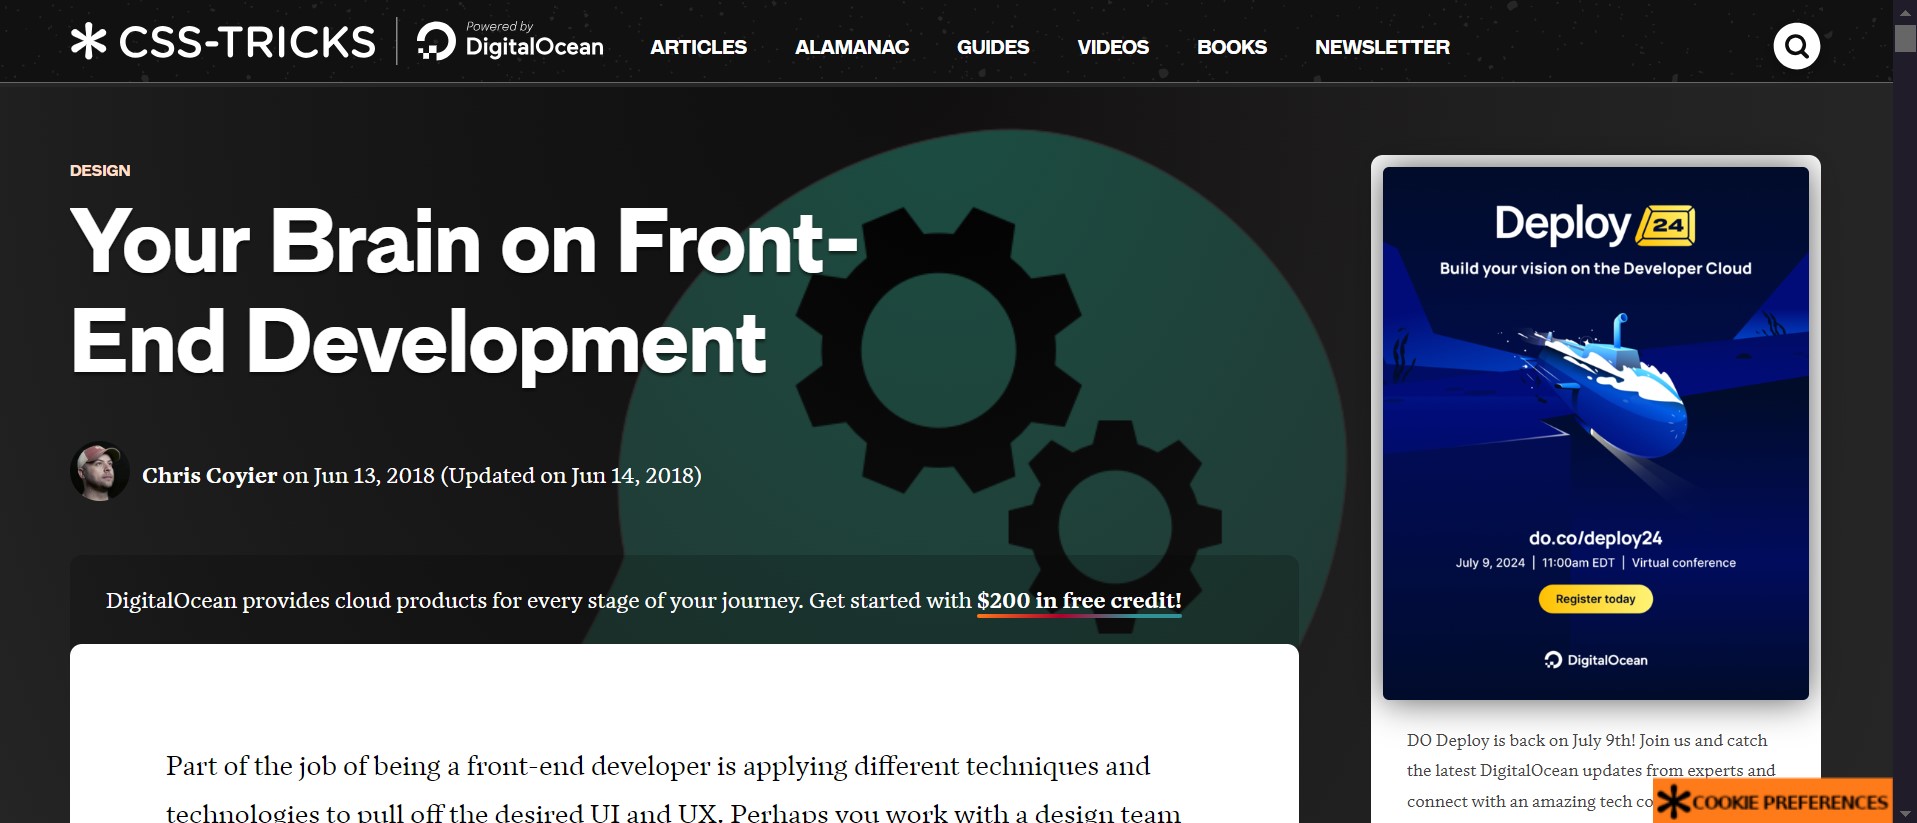 CSS-TRICKS
Powered by
DigitalOcean
ARTICLES
ALAMANAC
GUIDES
VIDEOS
BOOKS
NEWSLETTER
DESIGN
Your Brain on Front-
End Development
Chris Coyier on Jun 13, 2018 (Updated on Jun 14, 2018)
DigitalOcean provides cloud products for every stage of your journey. Get started with $200 in free credit!
Part of the job of being a front-end developer is applying different techniques and
technologies to pull off the desired UI and UX. Perhaps you work with a design team
Deploy 24
Build your vision on the Developer Cloud
do.co/deploy24
July 9, 2024 | 11:00am EDT | Virtual conference
Register today
DigitalOcean
DO Deploy is back on July 9th! Join us and catch
the latest DigitalOcean updates from experts and
connect with an amazing tech co
COOKIE PREFERENCES